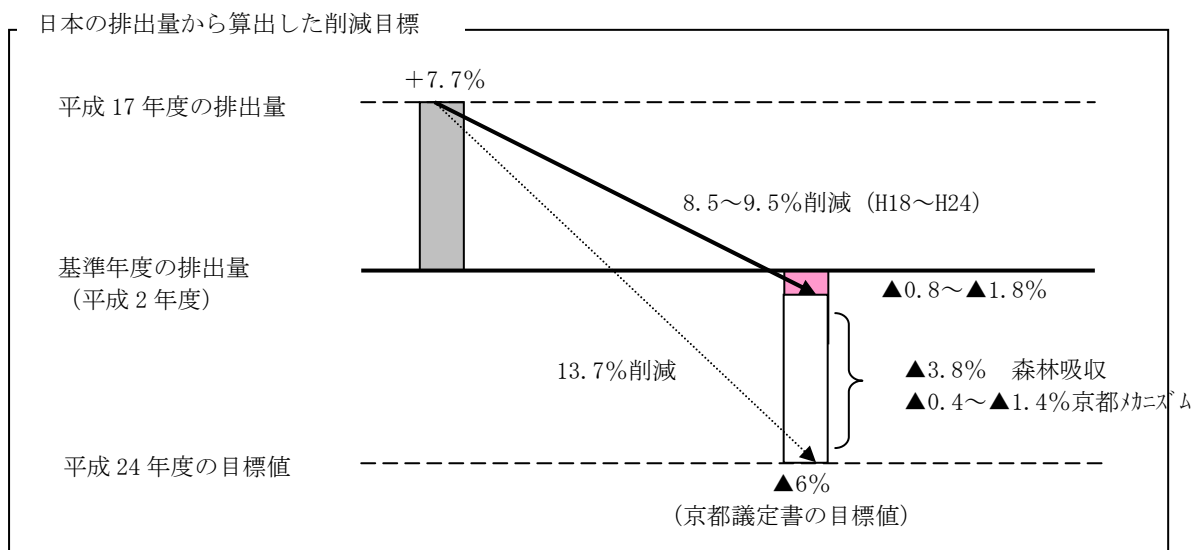 日本の排出量から算出した削減目標
+7.7%
平成 17 年度の排出量
8.5～9.5%削減 (H18～H24)
基準年度の排出量
(平成 2 年度)
▲0.8～▲1.8%
13.7%削減
▲3.8% 森林吸収
▲0.4～▲1.4%京都ﾒｶﾆｽﾞﾑ
平成 24 年度の目標値
▲6%
(京都議定書の目標値)